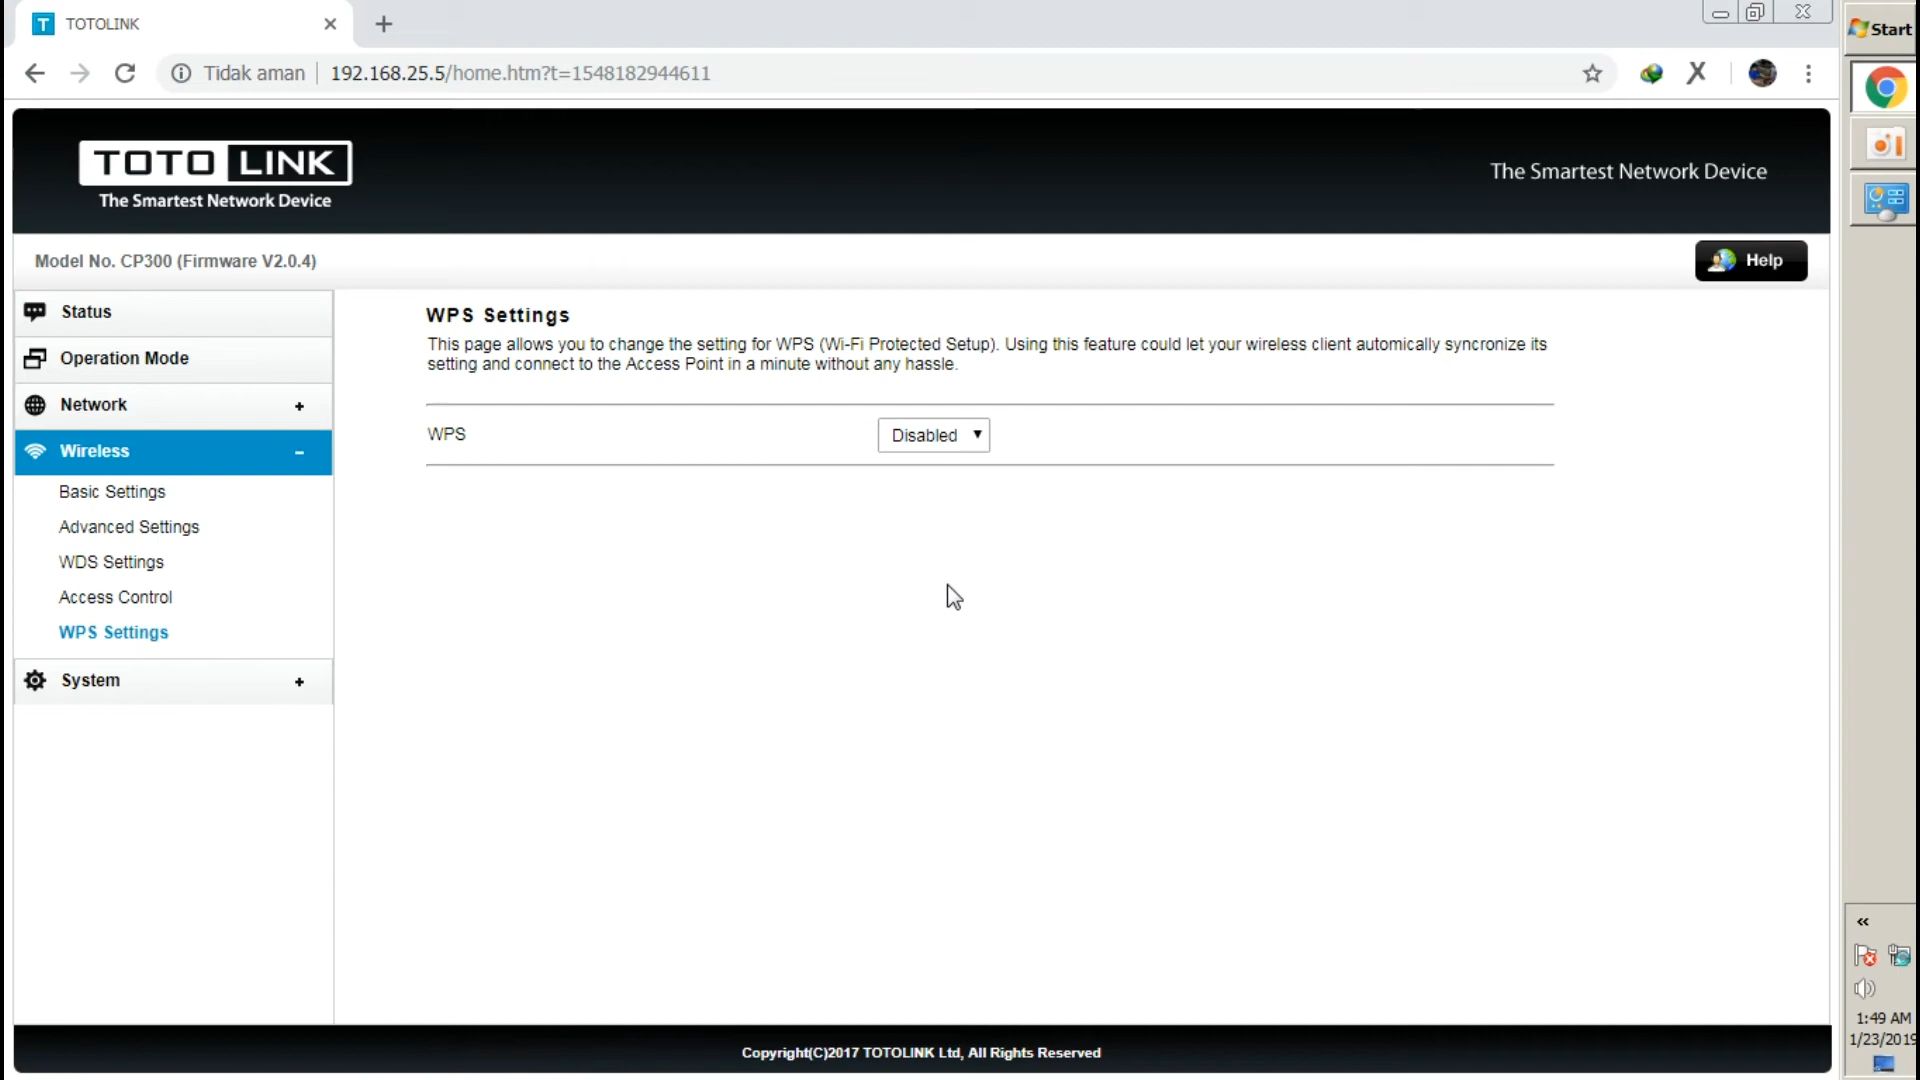 TOTOLINK
Start
Tidak aman
192.168.25.5/home.htm?t=1548182944611
TOTO LINK
The Smartest Network Device
The Smartest Network Device
Model No. CP300 (Firmware V2.0.4)
Help
Status
Operation Mode
Network +
Wireless -
Basic Settings
Advanced Settings
WDS Settings
Access Control
WPS Settings
System +
WPS Settings
This page allows you to change the setting for WPS (Wi-Fi Protected Setup). Using this feature could let your wireless client automically syncronize its
setting and connect to the Access Point in a minute without any hassle.
WPS
Disabled
Copyright(C)2017 TOTOLINK Ltd, All Rights Reserved
1:49 AM
1/23/2019